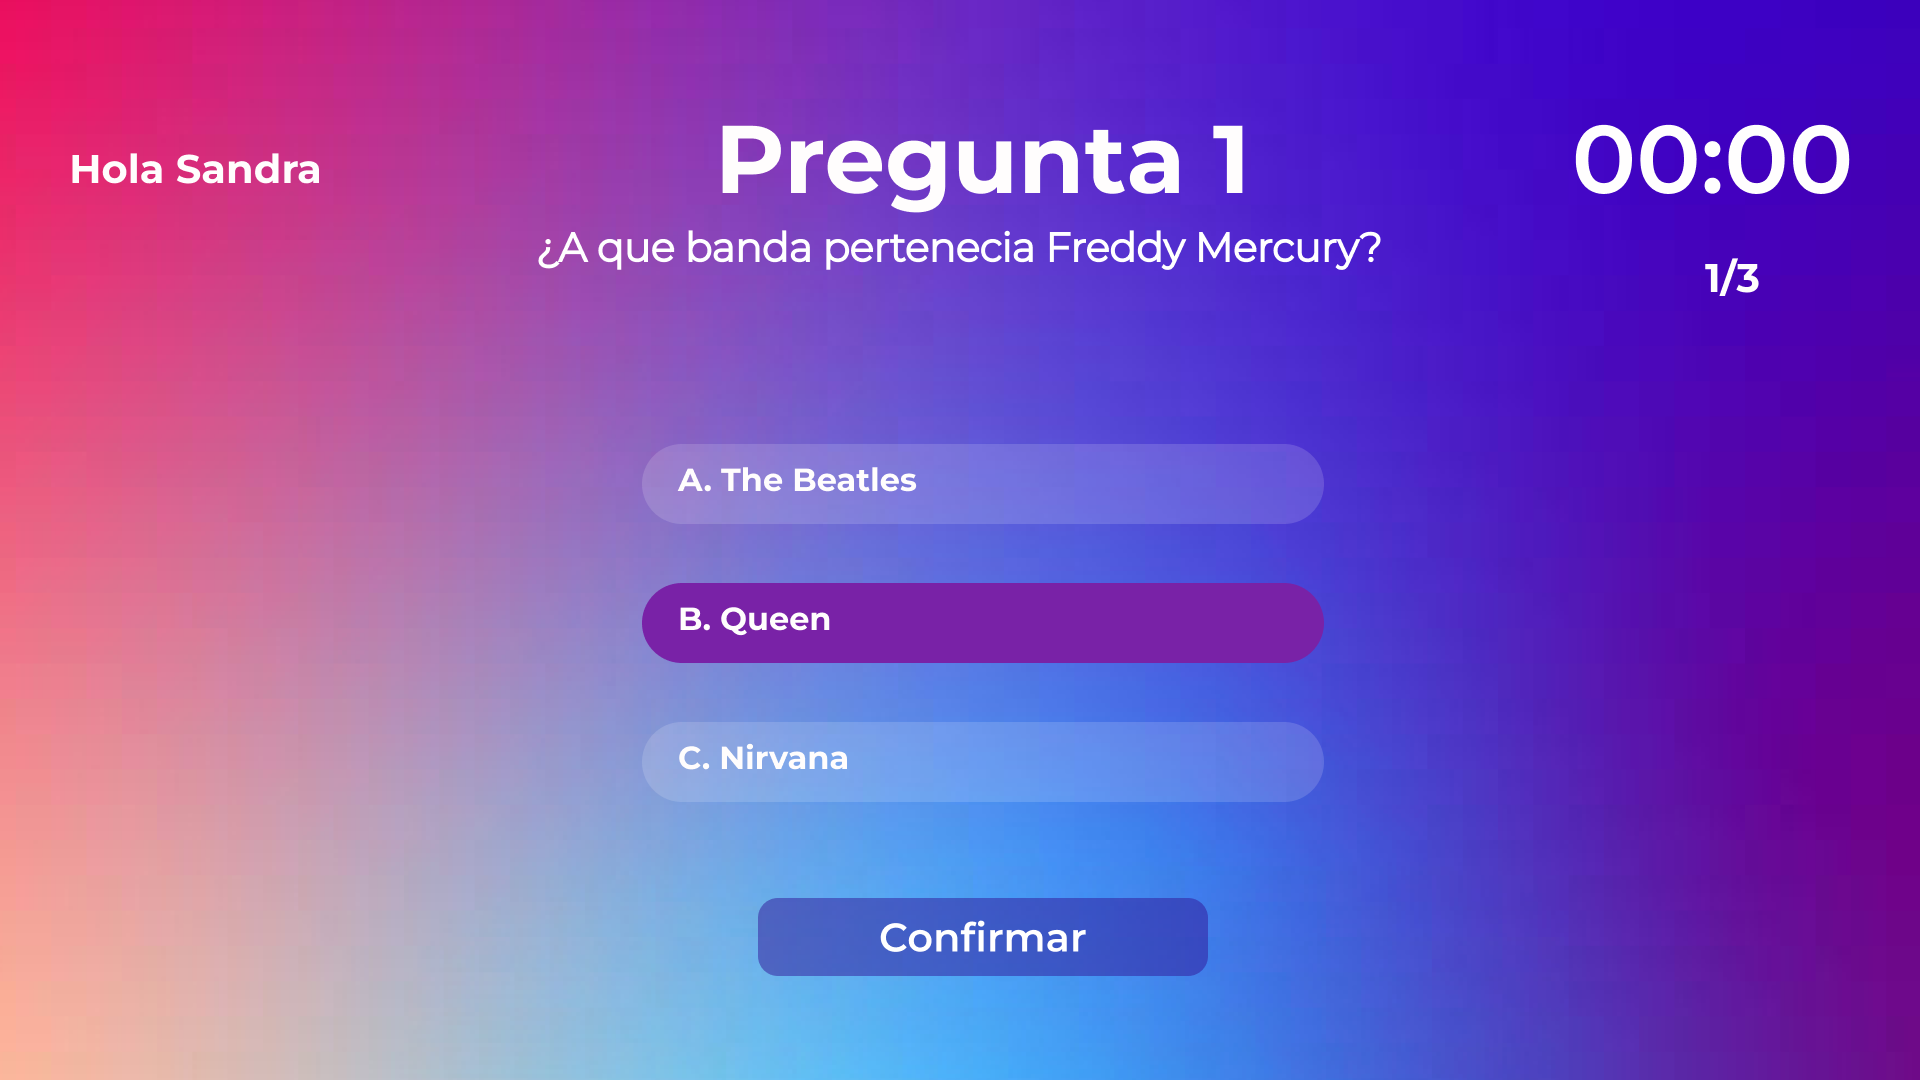 Hola Sandra
Pregunta 1
¿A que banda pertenecia Freddy Mercury?
00:00
1/3
A. The Beatles
B. Queen
C. Nirvana
Confirmar